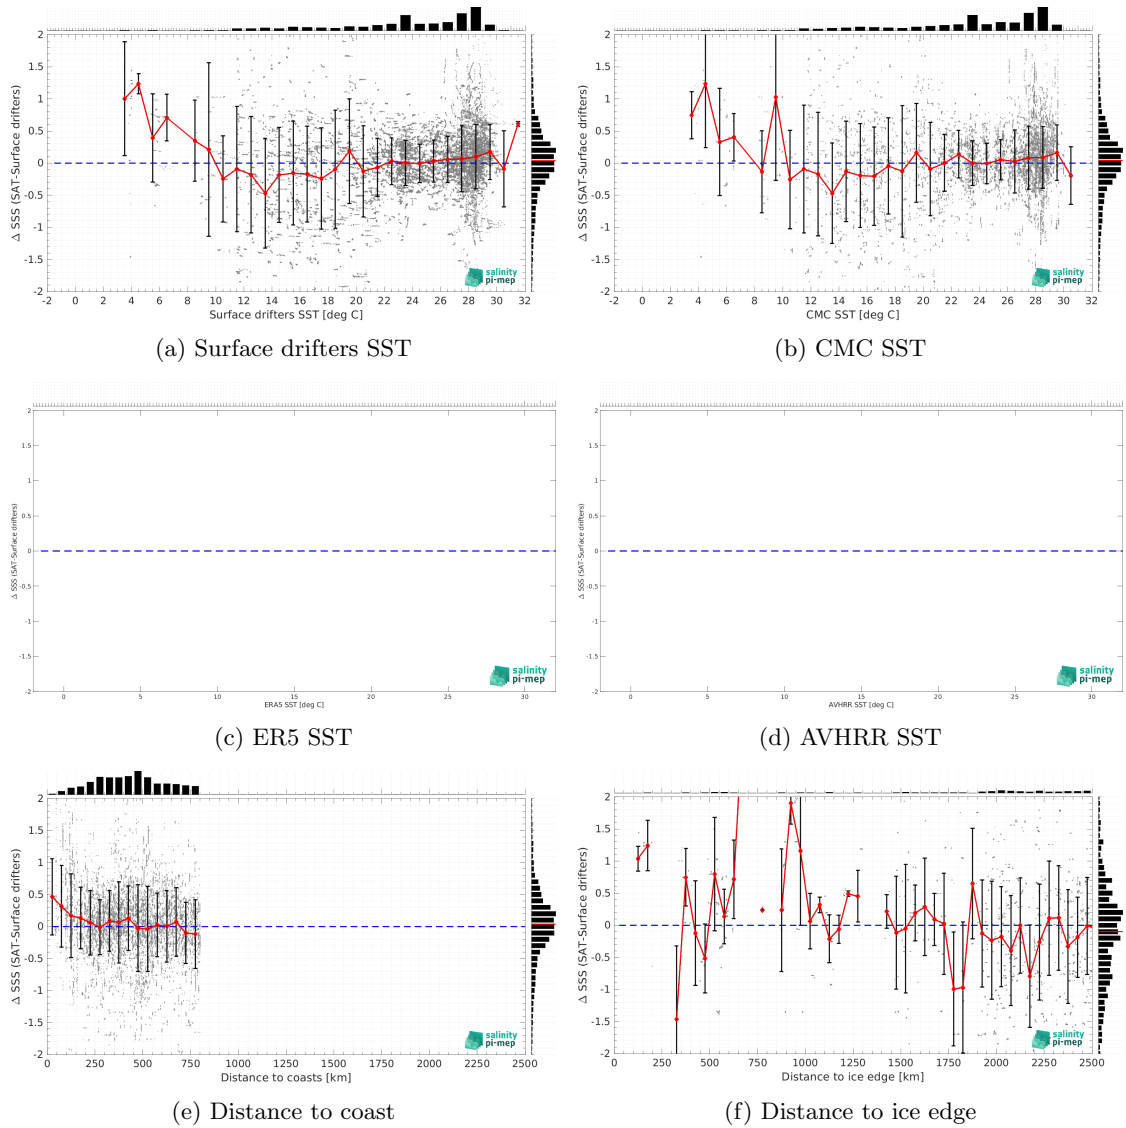 2
1.5
1
0.5
0
-0.5
-1
-1.5
-2
Δ SSS (SAT-Surface drifters)
-2 0 2 4 6 8 10 12 14 16 18 20 22 24 26 28 30 32
Surface drifters SST [deg C]
salinity
pi-mep
(a) Surface drifters SST
2
1.5
1
0.5
0
-0.5
-1
-1.5
-2
Δ SSS (SAT-Surface drifters)
-2 0 2 4 6 8 10 12 14 16 18 20 22 24 26 28 30 32
CMC SST [deg C]
salinity
pi-mep
(b) CMC SST
2
1.5
1
0.5
0
-0.5
-1
-1.5
-2
Δ SSS (SAT-Surface drifters)
0 5 10 15 20 25 30
ERA5 SST [deg C]
salinity
pi-mep
(c) ER5 SST
2
1.5
1
0.5
0
-0.5
-1
-1.5
-2
Δ SSS (SAT-Surface drifters)
0 5 10 15 20 25 30
AVHRR SST [deg C]
salinity
pi-mep
(d) AVHRR SST
2
1.5
1
0.5
0
-0.5
-1
-1.5
-2
Δ SSS (SAT-Surface drifters)
0 250 500 750 1000 1250 1500 1750 2000 2250 2500
Distance to coasts [km]
salinity
pi-mep
(e) Distance to coast
2
1.5
1
0.5
0
-0.5
-1
-1.5
-2
Δ SSS (SAT-Surface drifters)
0 250 500 750 1000 1250 1500 1750 2000 2250 2500
Distance to ice edge [km]
salinity
pi-mep
(f) Distance to ice edge